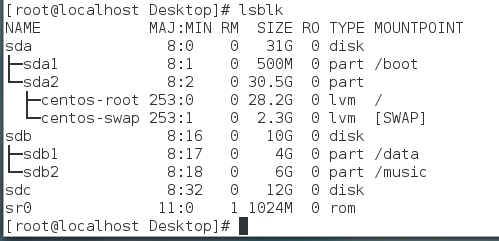 [root@localhost Desktop]# lsblk
NAME            MAJ:MIN RM  SIZE RO TYPE MOUNTPOINT
sda               8:0    0   31G  0 disk
├─sda1            8:1    0  500M  0 part /boot
└─sda2            8:2    0 30.5G  0 part
  ├─centos-root 253:0    0 28.2G  0 lvm  /
  └─centos-swap 253:1    0  2.3G  0 lvm  [SWAP]
sdb               8:16   0   10G  0 disk
├─sdb1            8:17   0    4G  0 part /data
└─sdb2            8:18   0    6G  0 part /music
sdc               8:32   0   12G  0 disk
sr0              11:0    1 1024M  0 rom
[root@localhost Desktop]#